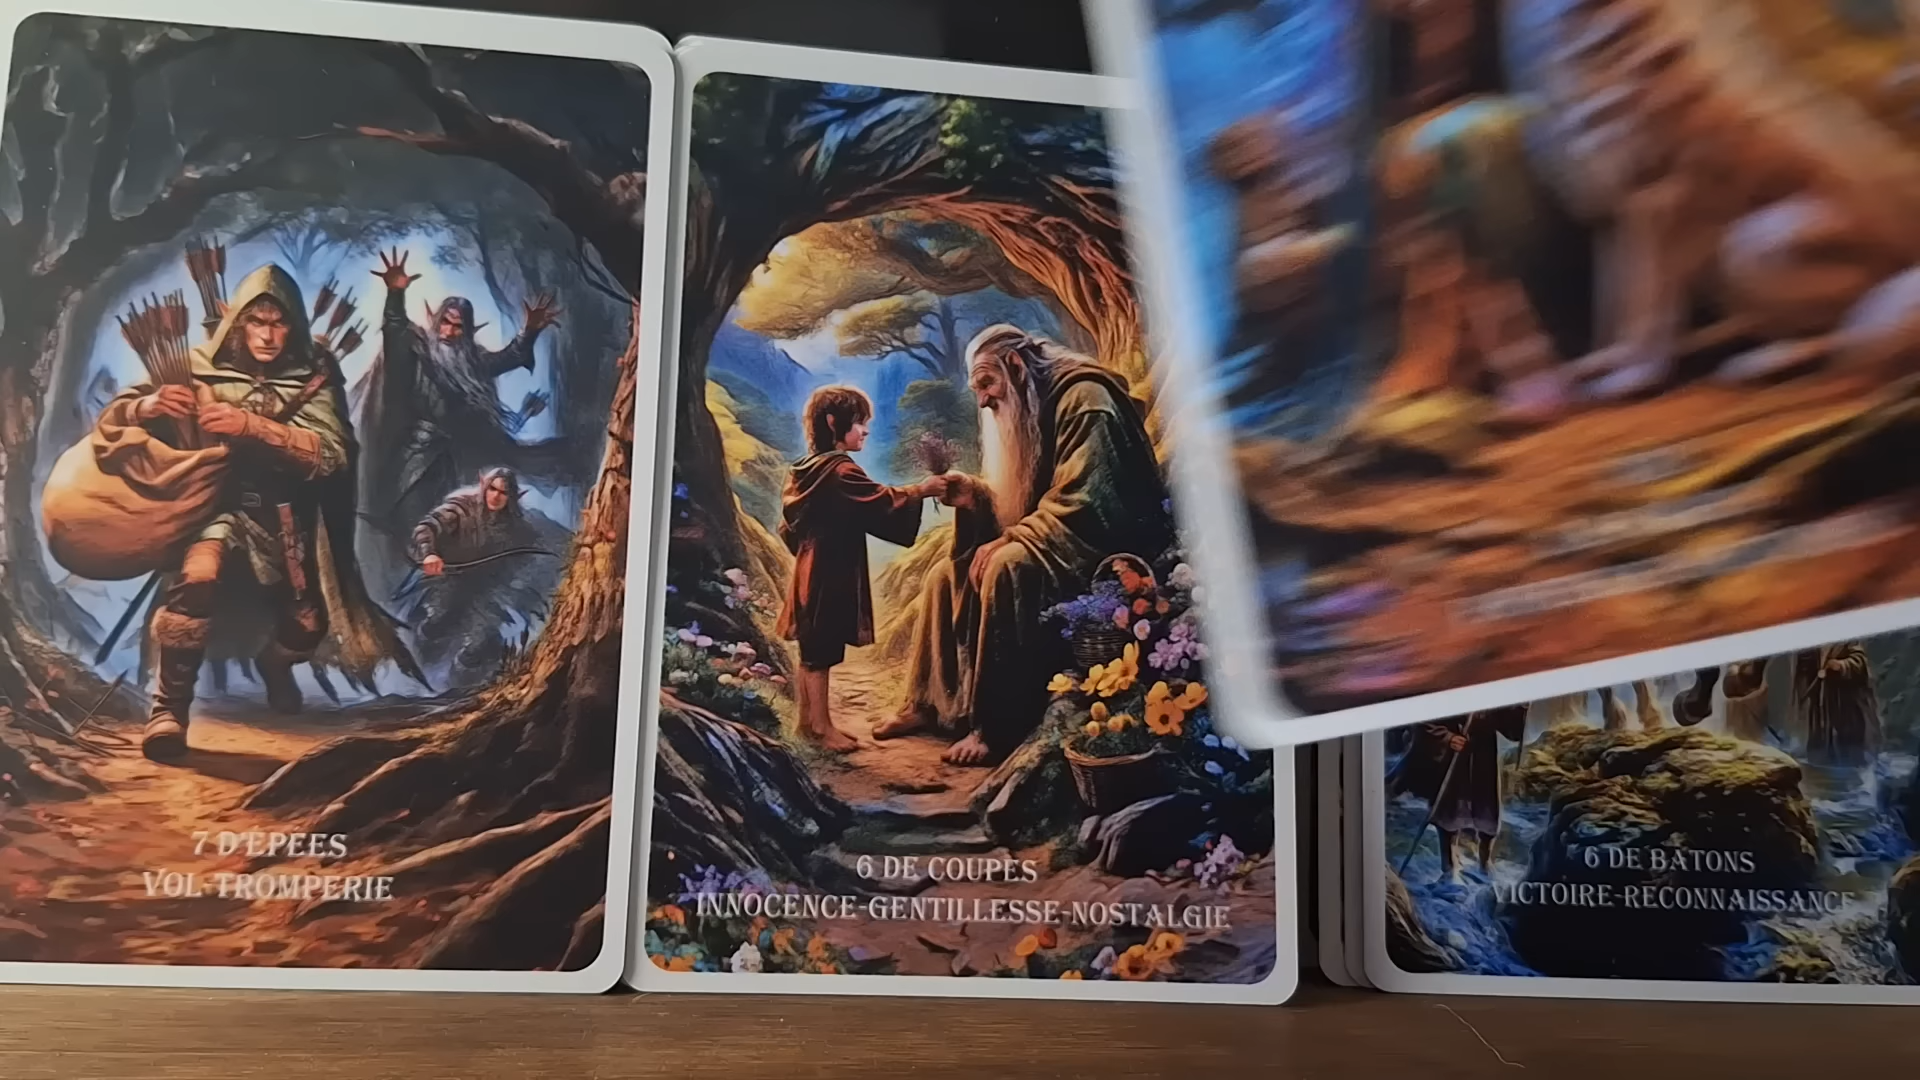 7 D'EPEES
VOL-TROMPERIE
6 DE COUPES
INNOCENCE-GENTILLESSE-NOSTALGIE
6 DE BATONS
VICTOIRE-RECONNAISSANCE